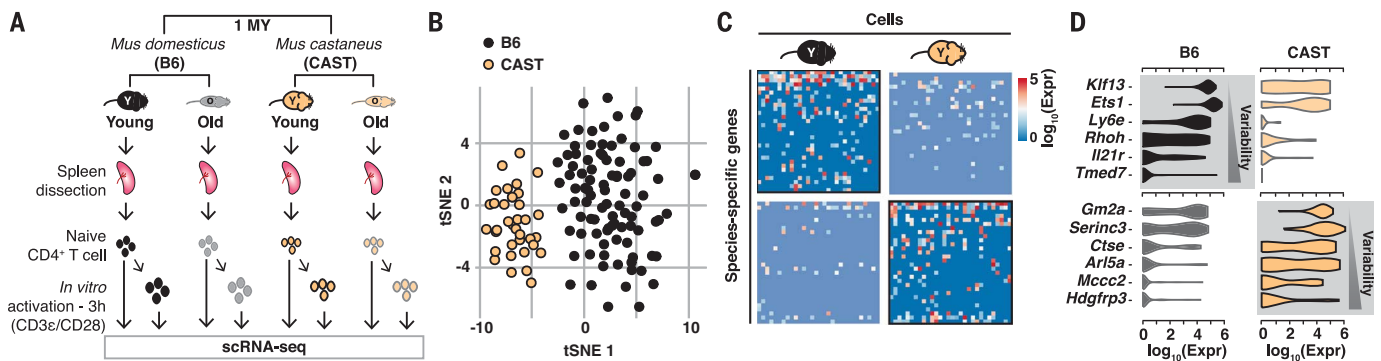 A
1 MY
Mus domesticus
(B6)
Mus castaneus
(CAST)
Y
O
Y
O
Young
Old
Young
Old
Spleen
dissection
Naive
CD4+ T cell
In vitro
activation - 3h
(CD3ε/CD28)
scRNA-seq
B
B6
CAST
tSNE 2
4
0
-4
-10
-5
0
5
10
tSNE 1
C
Cells
Y
Y
Species-specific genes
5
0
log10(Expr)
D
B6
CAST
Klf13
Ets1
Ly6e
Rhoh
Il21r
Tmed7
Variability
Gm2a
Serinc3
Ctse
Arl5a
Mccc2
Hdgfrp3
Variability
0 2 4 6
0 2 4 6
log10(Expr)
log10(Expr)